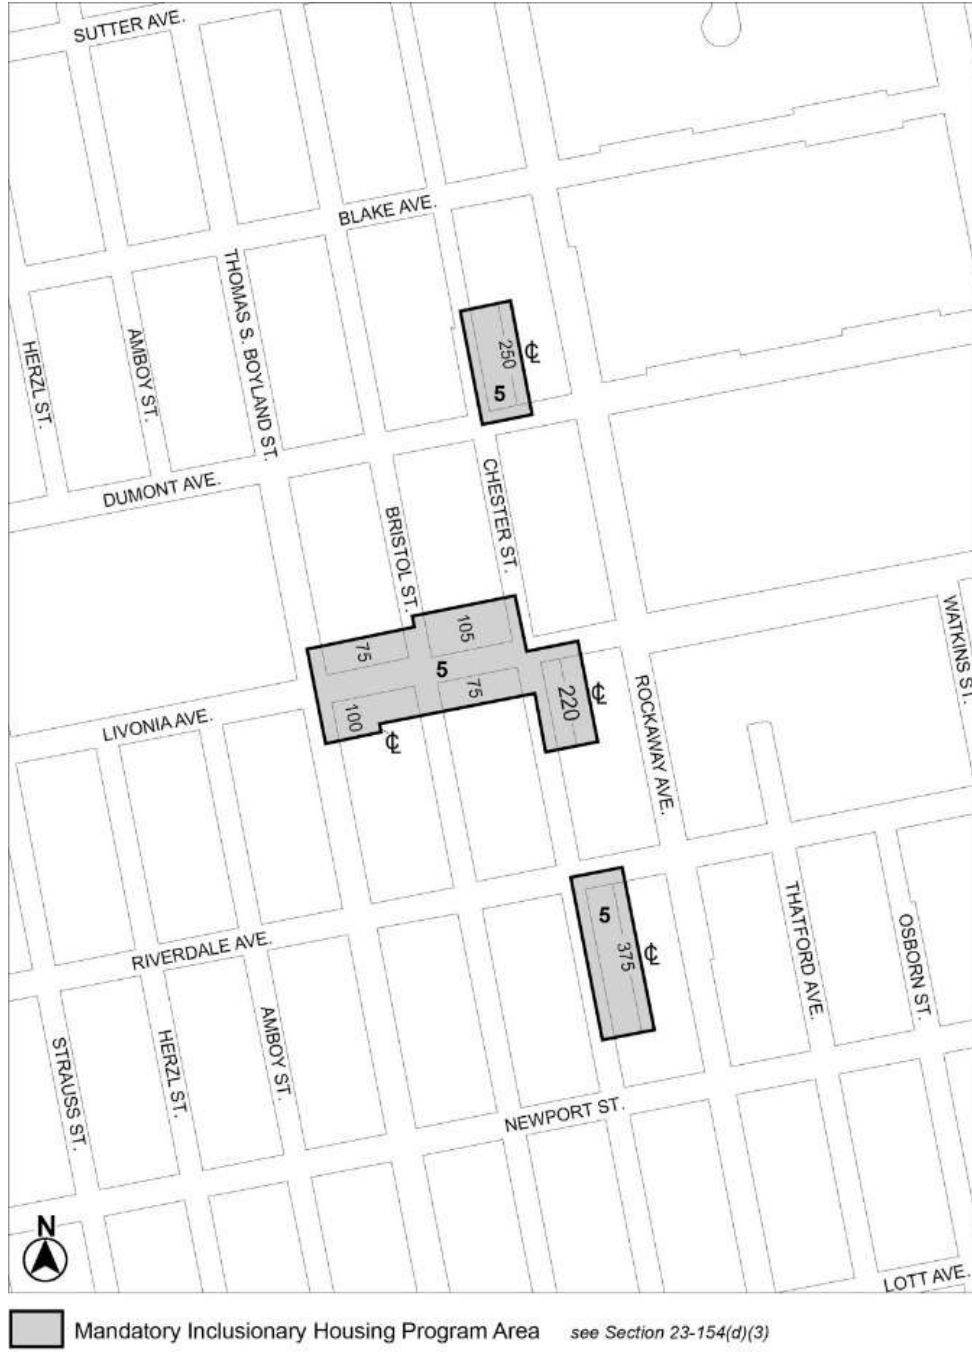 SUTTER AVE.
BLAKE AVE.
THOMAS S. BOYLAND ST.
HERZL ST.
AMBOY ST.
250
℄
5
DUMONT AVE.
CHESTER ST.
BRISTOL ST.
WATKINS ST.
105
75
5
75
220
℄
100
℄
LIVONIA AVE.
ROCKAWAY AVE.
5
375
℄
THATFORD AVE.
OSBORN ST.
RIVERDALE AVE.
AMBOY ST.
HERZL ST.
STRAUSS ST.
NEWPORT ST.
N
LOTT AVE.
Mandatory Inclusionary Housing Program Area see Section 23-154(d)(3)